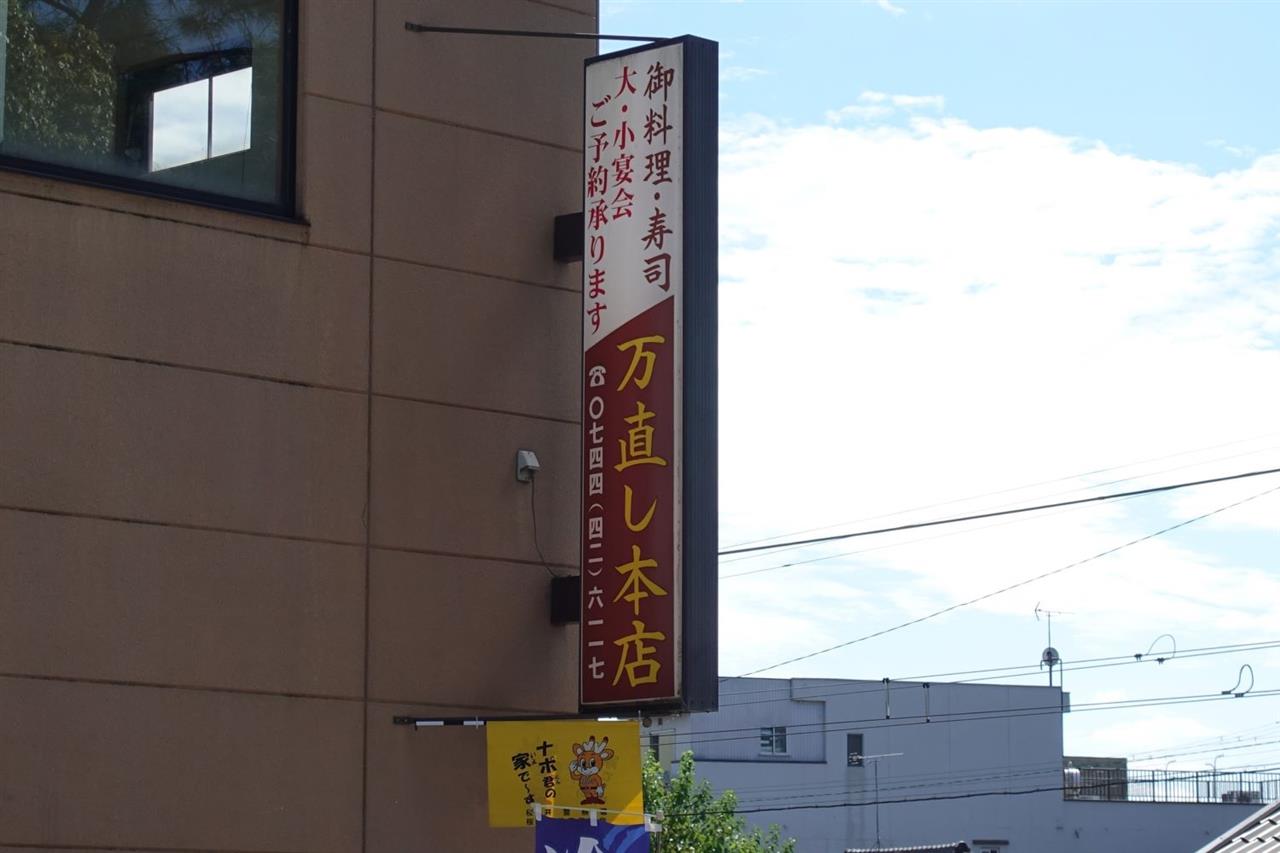 御料理・寿司
大・小宴会
ご予約承ります
万直し本店
☎〇七四四(四二)六一一七
ナポ君の
家で〜す